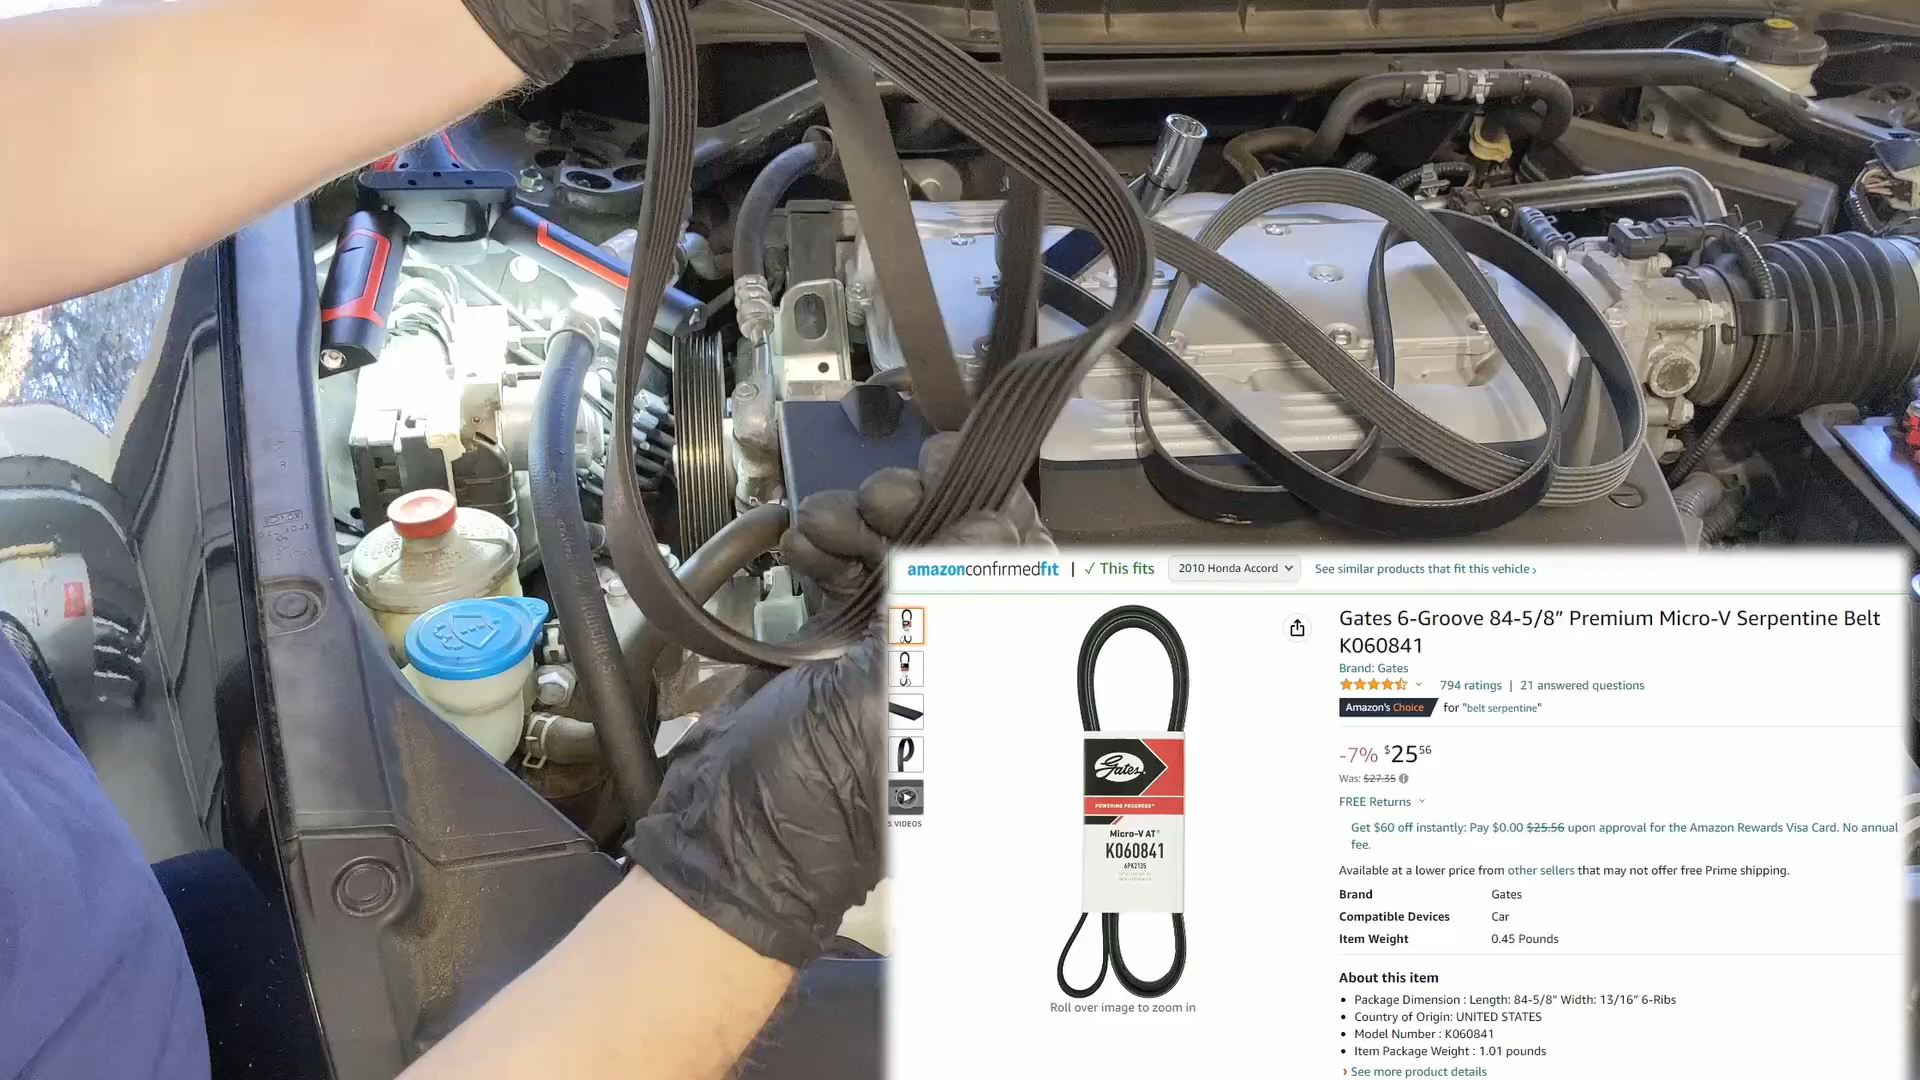 amazonconfirmedfit | ✓ This fits 2010 Honda Accord See similar products that fit this vehicle ›
Gates 6-Groove 84-5/8” Premium Micro-V Serpentine Belt
K060841
Brand: Gates
794 ratings | 21 answered questions
Amazon's Choice for "belt serpentine"
-7% $25 56
Was: $27.35
FREE Returns
Get $60 off instantly: Pay $0.00 $25.56 upon approval for the Amazon Rewards Visa Card. No annual
fee.
Available at a lower price from other sellers that may not offer free Prime shipping.
Brand Gates
Compatible Devices Car
Item Weight 0.45 Pounds
About this item
• Package Dimension : Length: 84-5/8” Width: 13/16” 6-Ribs
• Country of Origin: UNITED STATES
• Model Number : K060841
• Item Package Weight : 1.01 pounds
› See more product details
5 VIDEOS
Gates
POWERING PROGRESS™
Micro-V AT®
K060841
6PK2135
Roll over image to zoom in